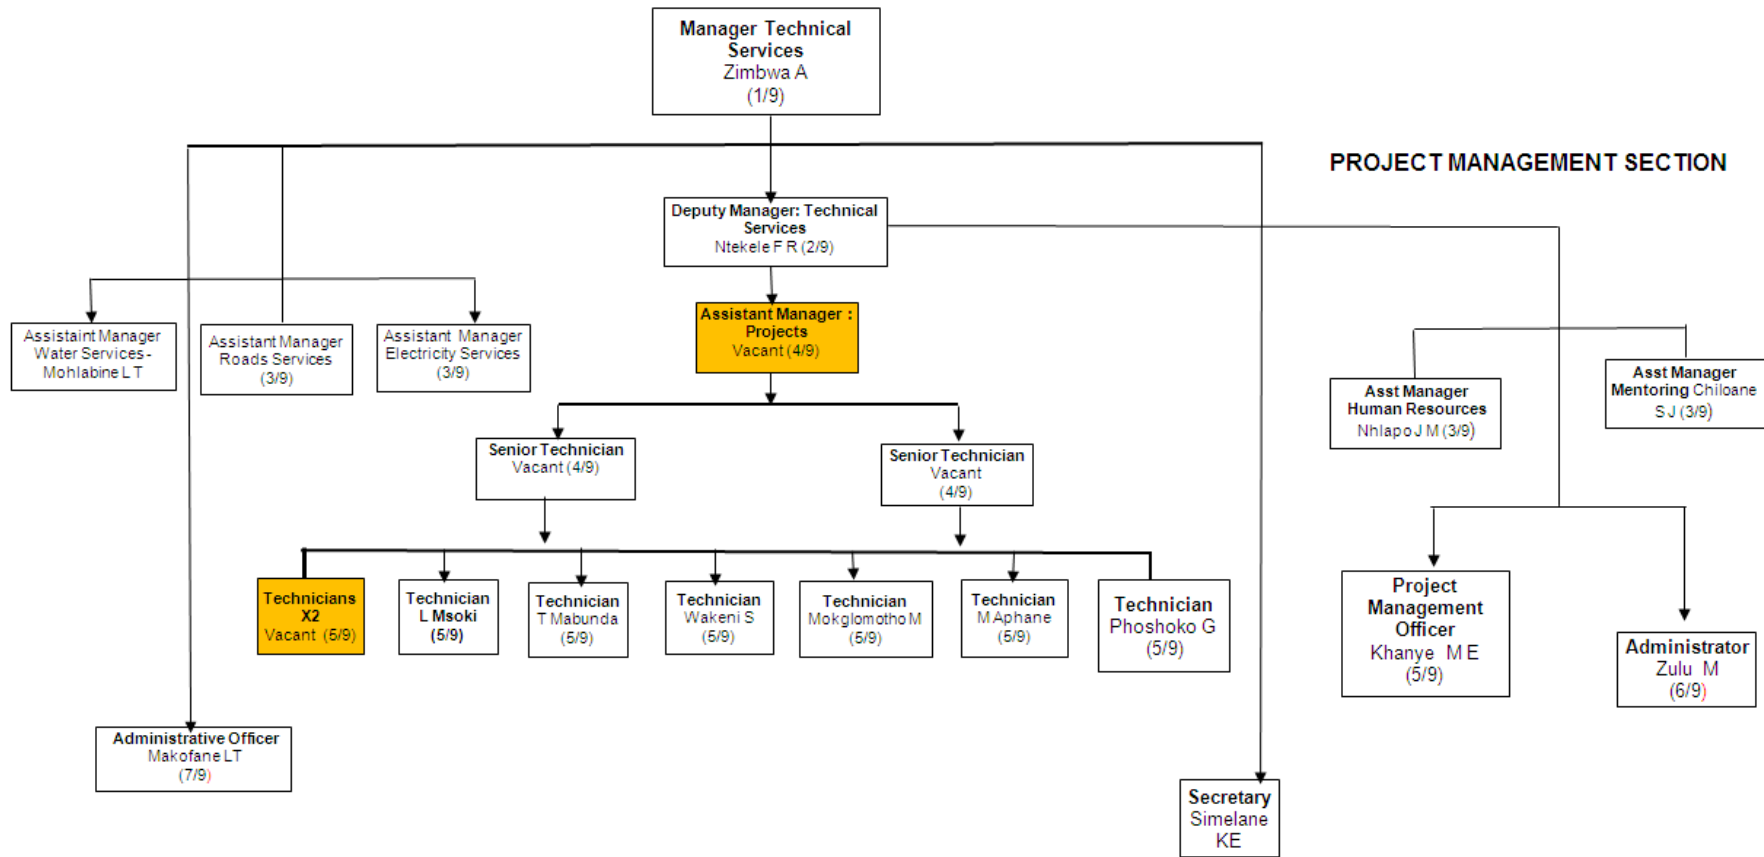 Manager Technical
Services
Zimbwa A
(1/9)
PROJECT MANAGEMENT SECTION
Deputy Manager: Technical
Services
Ntekele F R (2/9)
Assistaint Manager
Water Services-
Mohlabine L T
Assistant Manager
Roads Services
(3/9)
Assistant Manager
Electricity Services
(3/9)
Assistant Manager :
Projects
Vacant (4/9)
Asst Manager
Human Resources
Nhlapo J M (3/9)
Asst Manager
Mentoring Chiloane
S J (3/9)
Senior Technician
Vacant (4/9)
Senior Technician
Vacant
(4/9)
Technicians
X2
Vacant (5/9)
Technician
L Msoki
(5/9)
Technician
T Mabunda
(5/9)
Technician
Wakeni S
(5/9)
Technician
Mokglomotho M
(5/9)
Technician
M Aphane
(5/9)
Technician
Phoshoko G
(5/9)
Project
Management
Officer
Khanye M E
(5/9)
Administrator
Zulu M
(6/9)
Administrative Officer
Makofane LT
(7/9)
Secretary
Simelane
KE